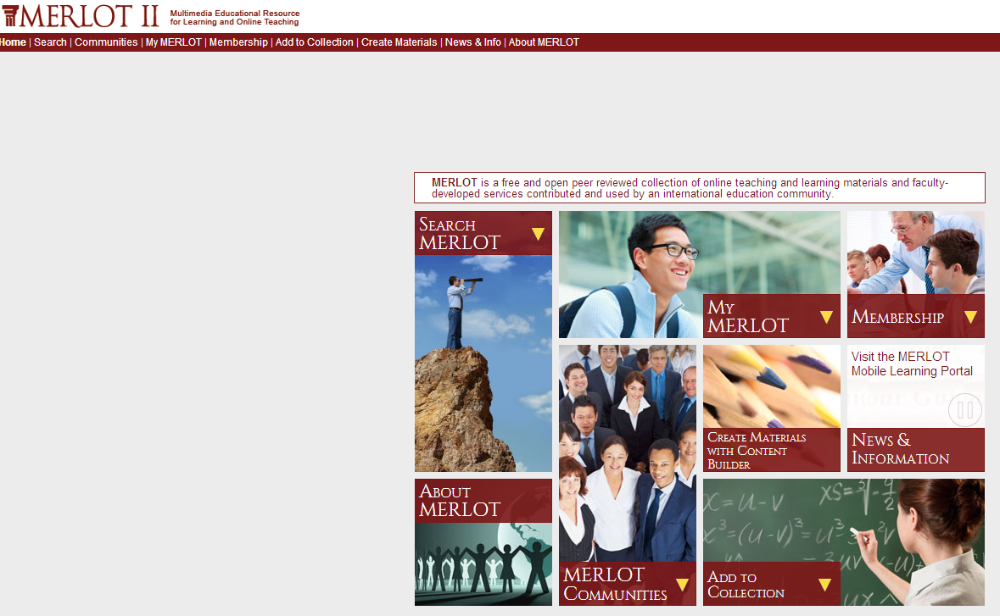 MERLOT II
Multimedia Educational Resource
for Learning and Online Teaching
Home | Search | Communities | My MERLOT | Membership | Add to Collection | Create Materials | News & Info | About MERLOT
MERLOT is a free and open peer reviewed collection of online teaching and learning materials and faculty-
developed services contributed and used by an international education community.
SEARCH
MERLOT
MY
MERLOT
MEMBERSHIP
CREATE MATERIALS
WITH CONTENT
BUILDER
Visit the MERLOT
Mobile Learning Portal
NEWS &
INFORMATION
ABOUT
MERLOT
MERLOT
COMMUNITIES
ADD TO
COLLECTION